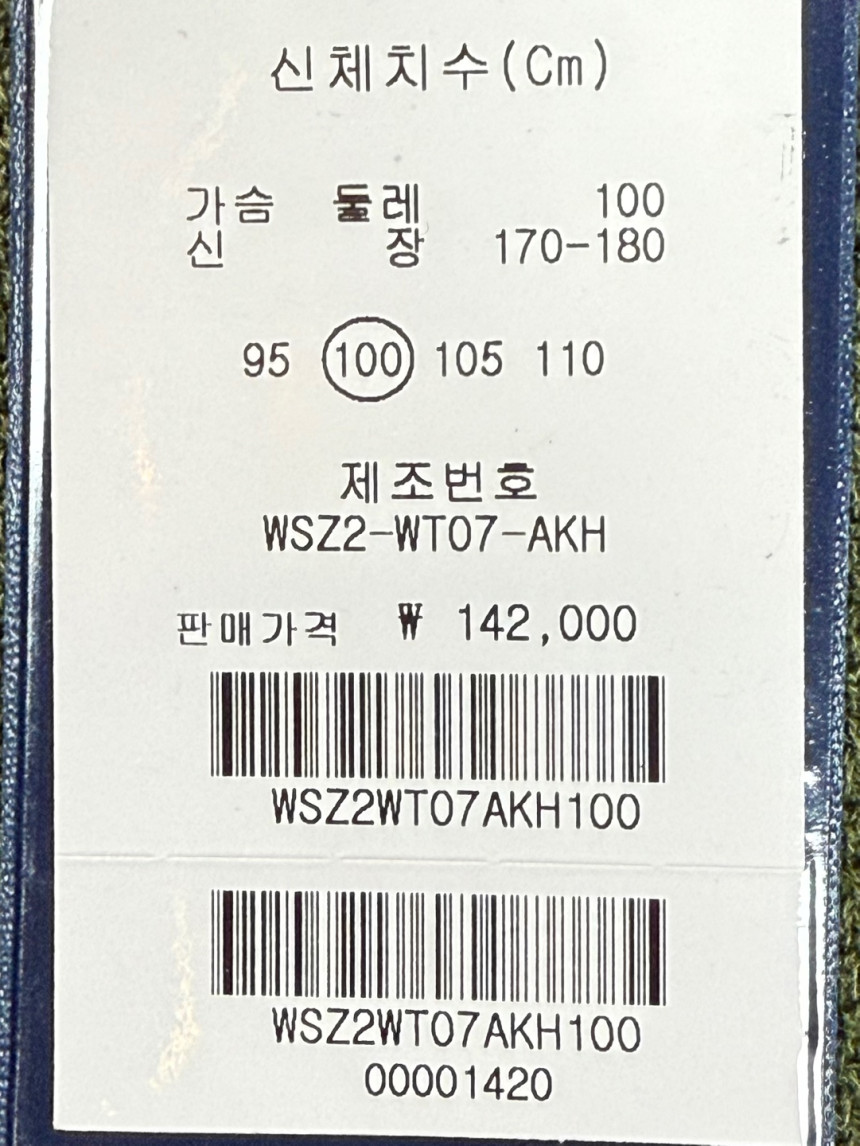 신체치수(Cm)
가슴 둘레 100
신 장 170-180
95 100 105 110
제조번호
WSZ2-WT07-AKH
판매가격 ₩ 142,000
WSZ2WT07AKH100
WSZ2WT07AKH100
00001420